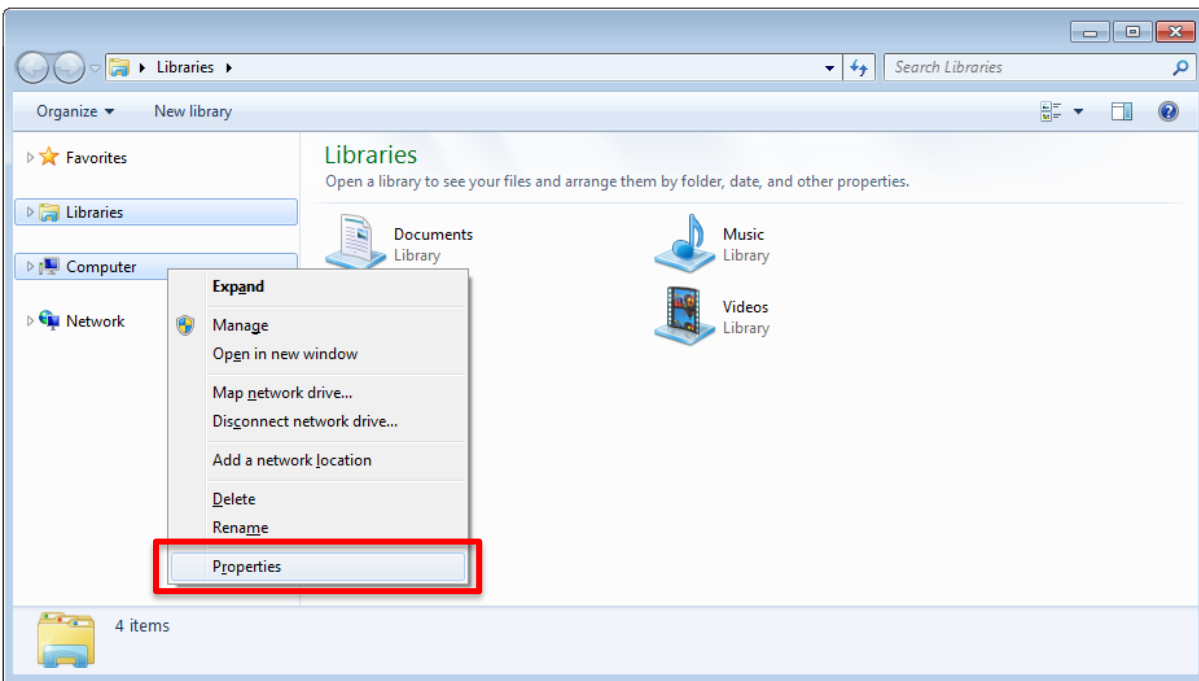 Libraries
Search Libraries
Organize
New library
Favorites
Libraries
Computer
Network
Libraries
Open a library to see your files and arrange them by folder, date, and other properties.
Documents
Library
Music
Library
Videos
Library
Expand
Manage
Open in new window
Map network drive...
Disconnect network drive...
Add a network location
Delete
Rename
Properties
4 items